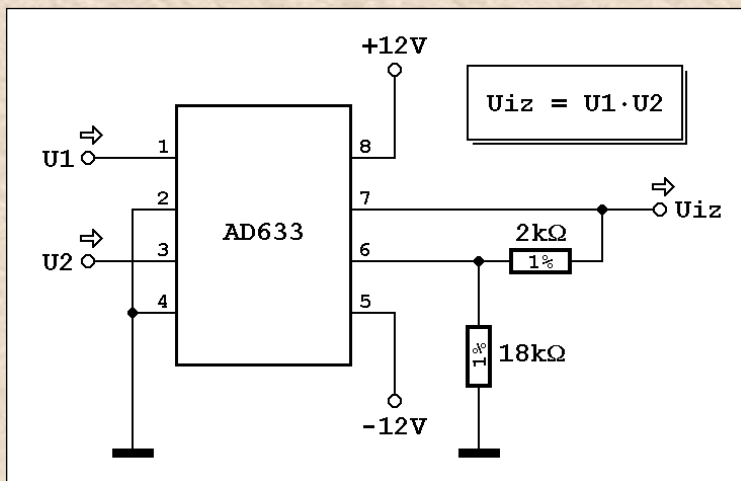 +12V
Uiz = U1·U2
U1
1
8
2
7
Uiz
AD633
2kΩ
U2
3
6
1%
4
5
1%
18kΩ
-12V